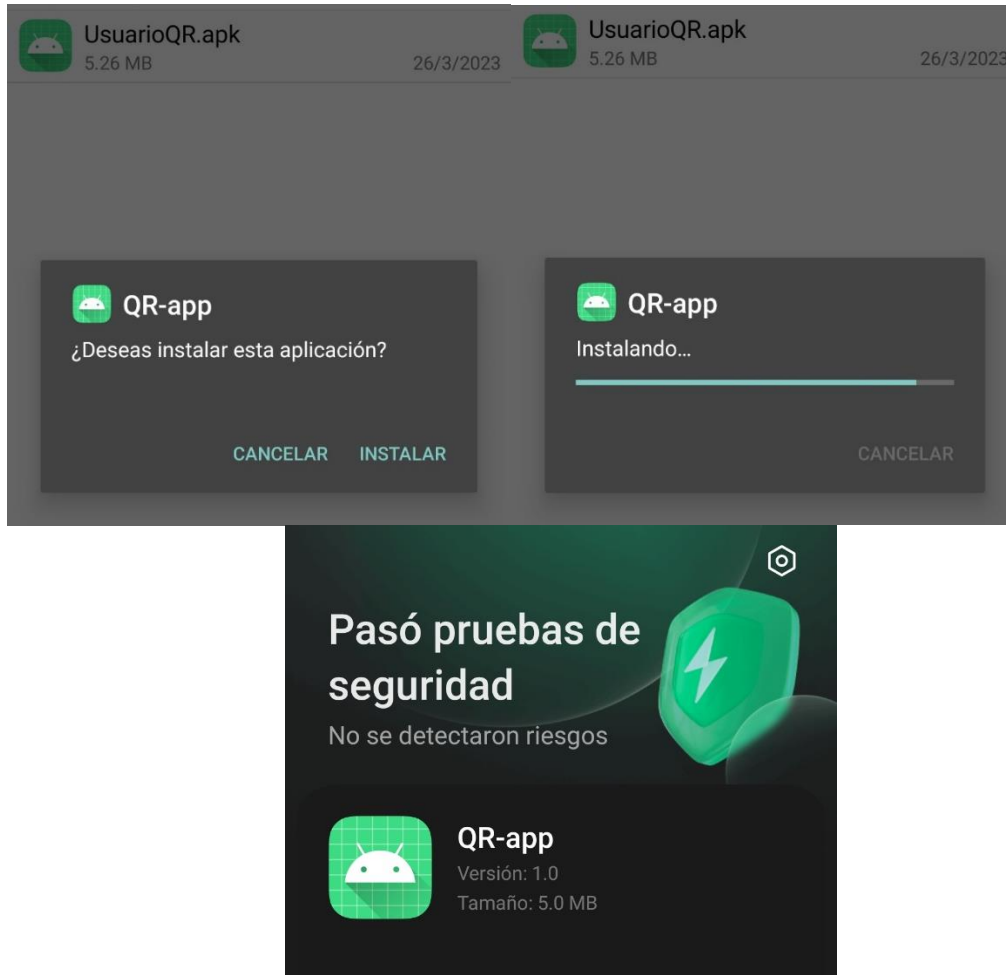 UsuarioQR.apk
5.26 MB 26/3/2023
QR-app
¿Deseas instalar esta aplicación?
CANCELAR INSTALAR
UsuarioQR.apk
5.26 MB 26/3/2023
QR-app
Instalando...
CANCELAR
Pasó pruebas de
seguridad
No se detectaron riesgos
QR-app
Versión: 1.0
Tamaño: 5.0 MB